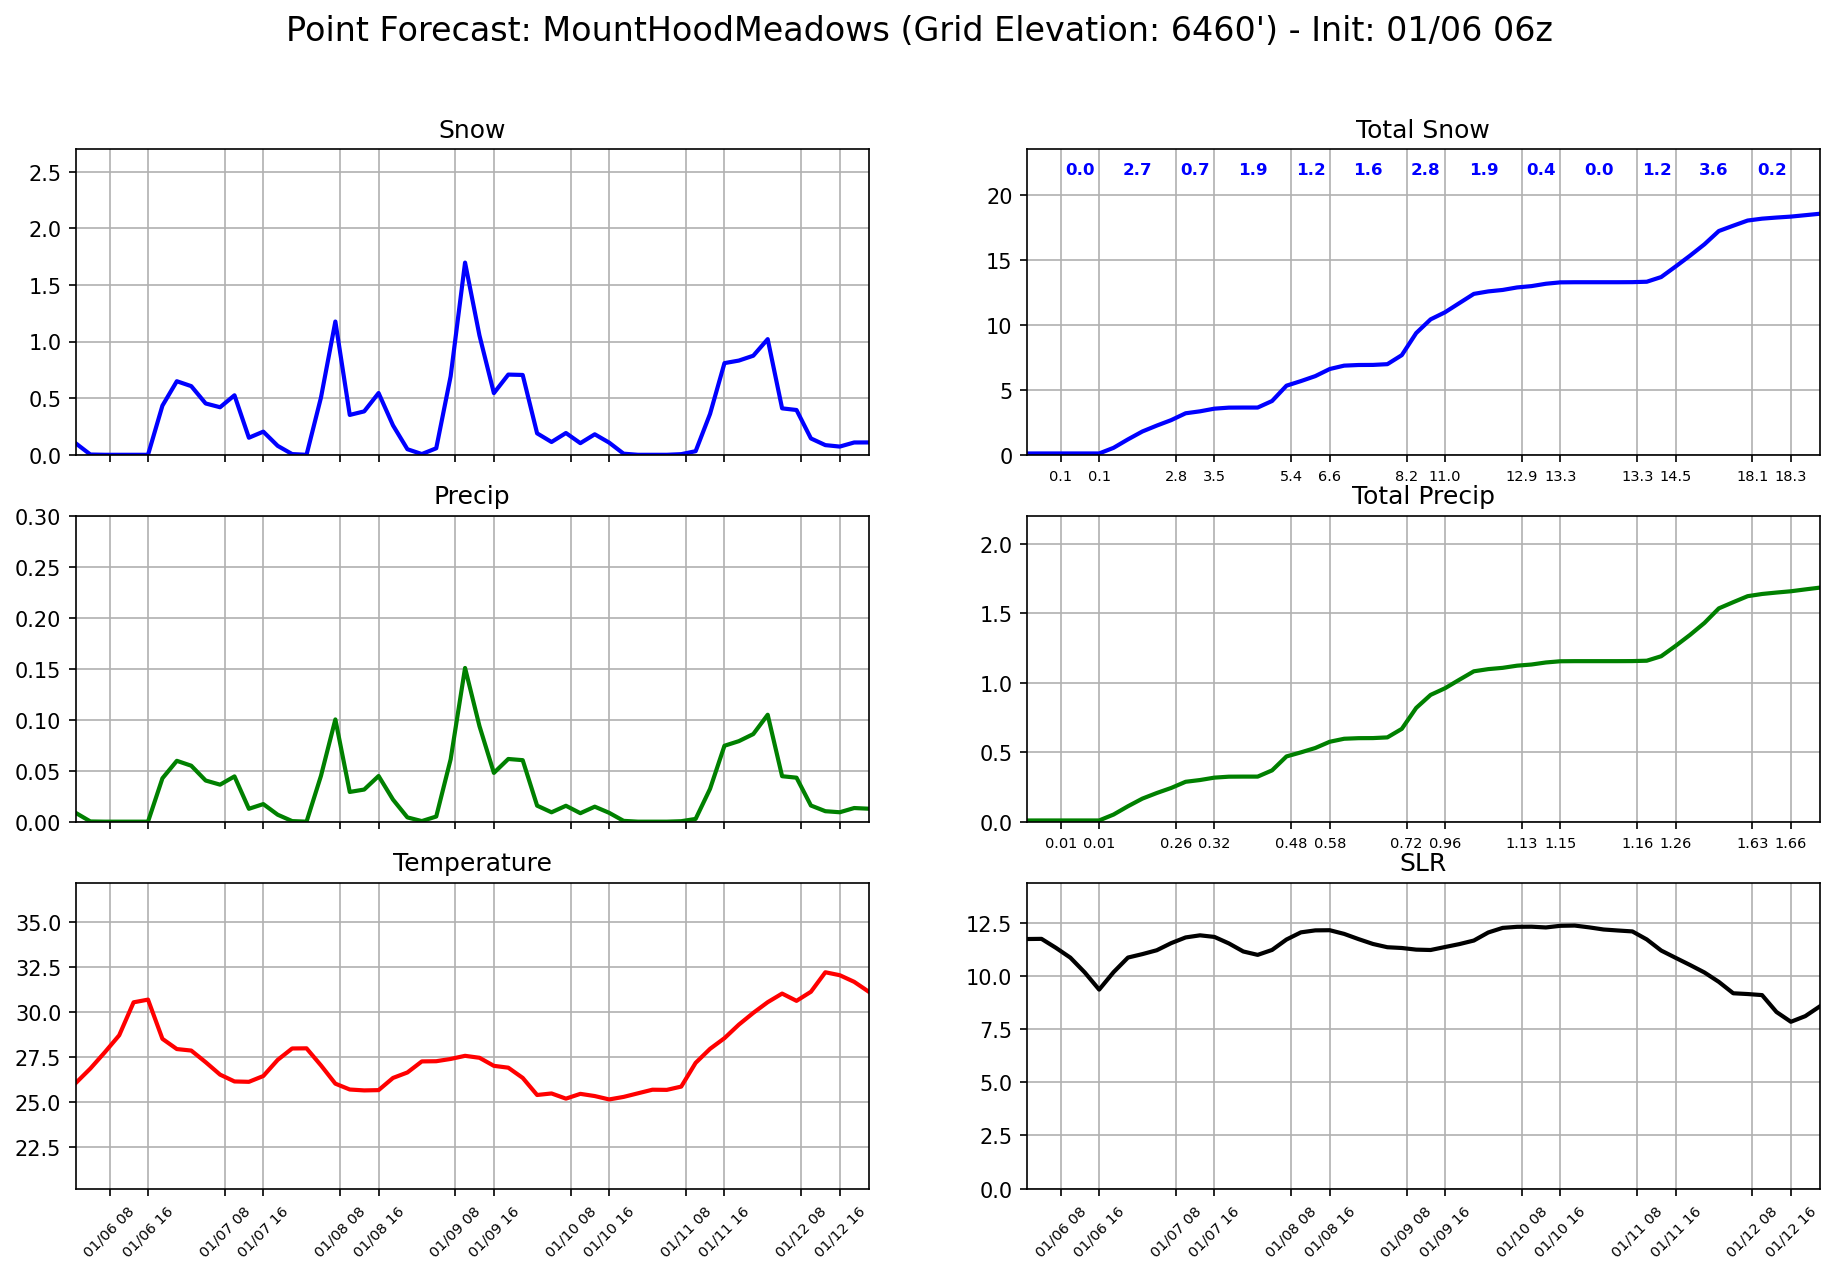 Point Forecast: MountHoodMeadows (Grid Elevation: 6460') - Init: 01/06 06z
Snow
2.5
2.0
1.5
1.0
0.5
0.0
Total Snow
0.0 2.7 0.7 1.9 1.2 1.6 2.8 1.9 0.4 0.0 1.2 3.6 0.2
20
15
10
5
0
0.1 0.1 2.8 3.5 5.4 6.6 8.2 11.0 12.9 13.3 13.3 14.5 18.1 18.3
Precip
0.30
0.25
0.20
0.15
0.10
0.05
0.00
Total Precip
2.0
1.5
1.0
0.5
0.0
0.01 0.01 0.26 0.32 0.48 0.58 0.72 0.96 1.13 1.15 1.16 1.26 1.63 1.66
Temperature
35.0
32.5
30.0
27.5
25.0
22.5
01/06 08 01/06 16 01/07 08 01/07 16 01/08 08 01/08 16 01/09 08 01/09 16 01/10 08 01/10 16 01/11 08 01/11 16 01/12 08 01/12 16
SLR
12.5
10.0
7.5
5.0
2.5
0.0
01/06 08 01/06 16 01/07 08 01/07 16 01/08 08 01/08 16 01/09 08 01/09 16 01/10 08 01/10 16 01/11 08 01/11 16 01/12 08 01/12 16